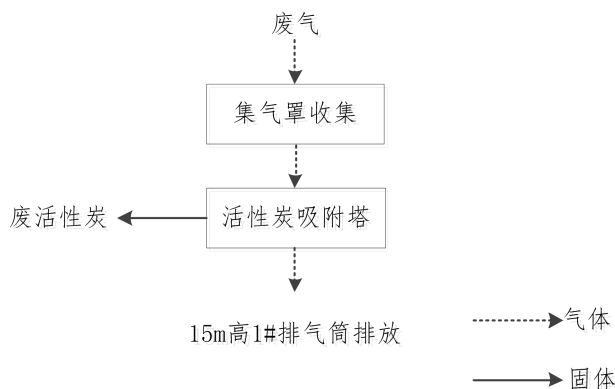 废气
集气罩收集
废活性炭
活性炭吸附塔
15m高1#排气筒排放
气体
固体